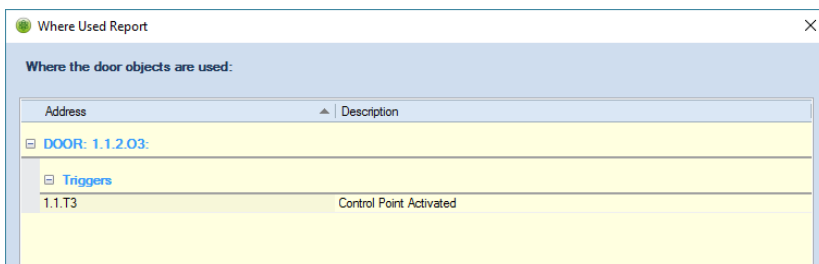 Where Used Report
Where the door objects are used:
Address Description
DOOR: 1.1.2.O3:
Triggers
1.1.T3 Control Point Activated